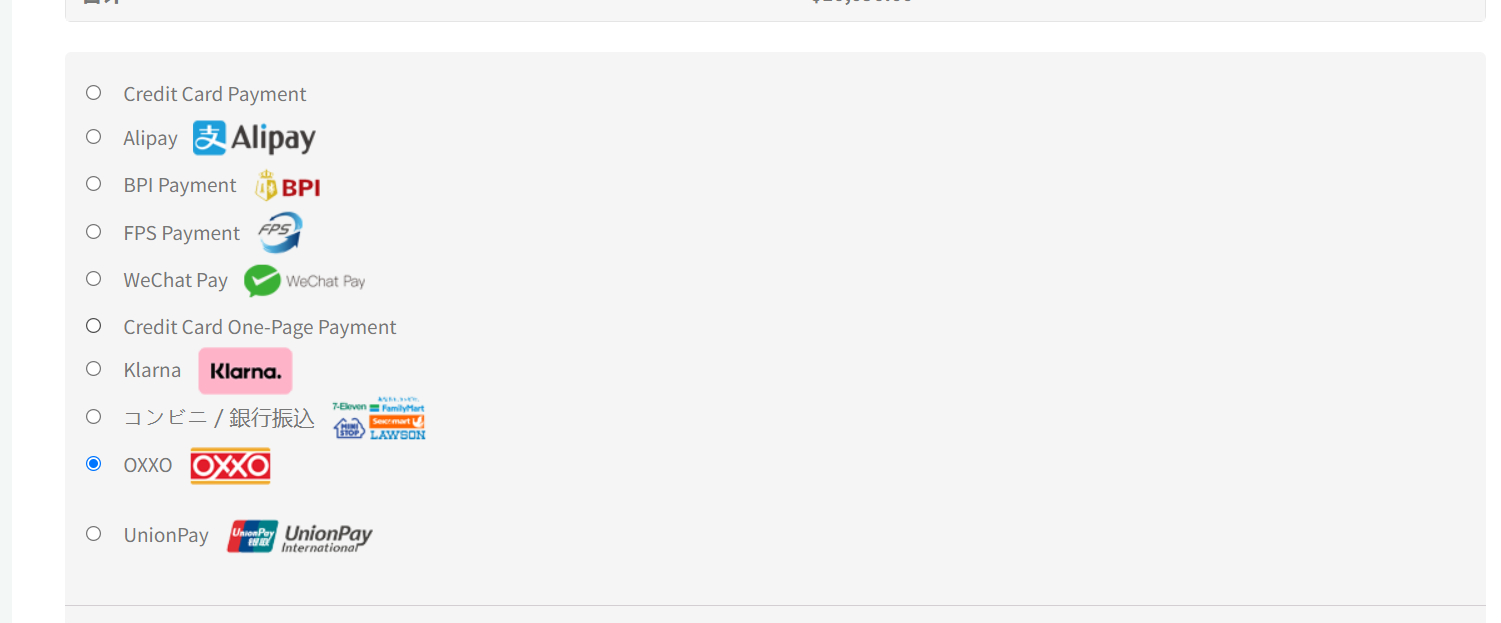 Credit Card Payment
Alipay 支 Alipay
BPI Payment BPI
FPS Payment FPS
WeChat Pay WeChat Pay
Credit Card One-Page Payment
Klarna Klarna.
コンビニ / 銀行振込 7-Eleven FamilyMart
MINI STOP Seicomart
LAWSON
OXXO OXXO
UnionPay UnionPay 银联 UnionPay
International